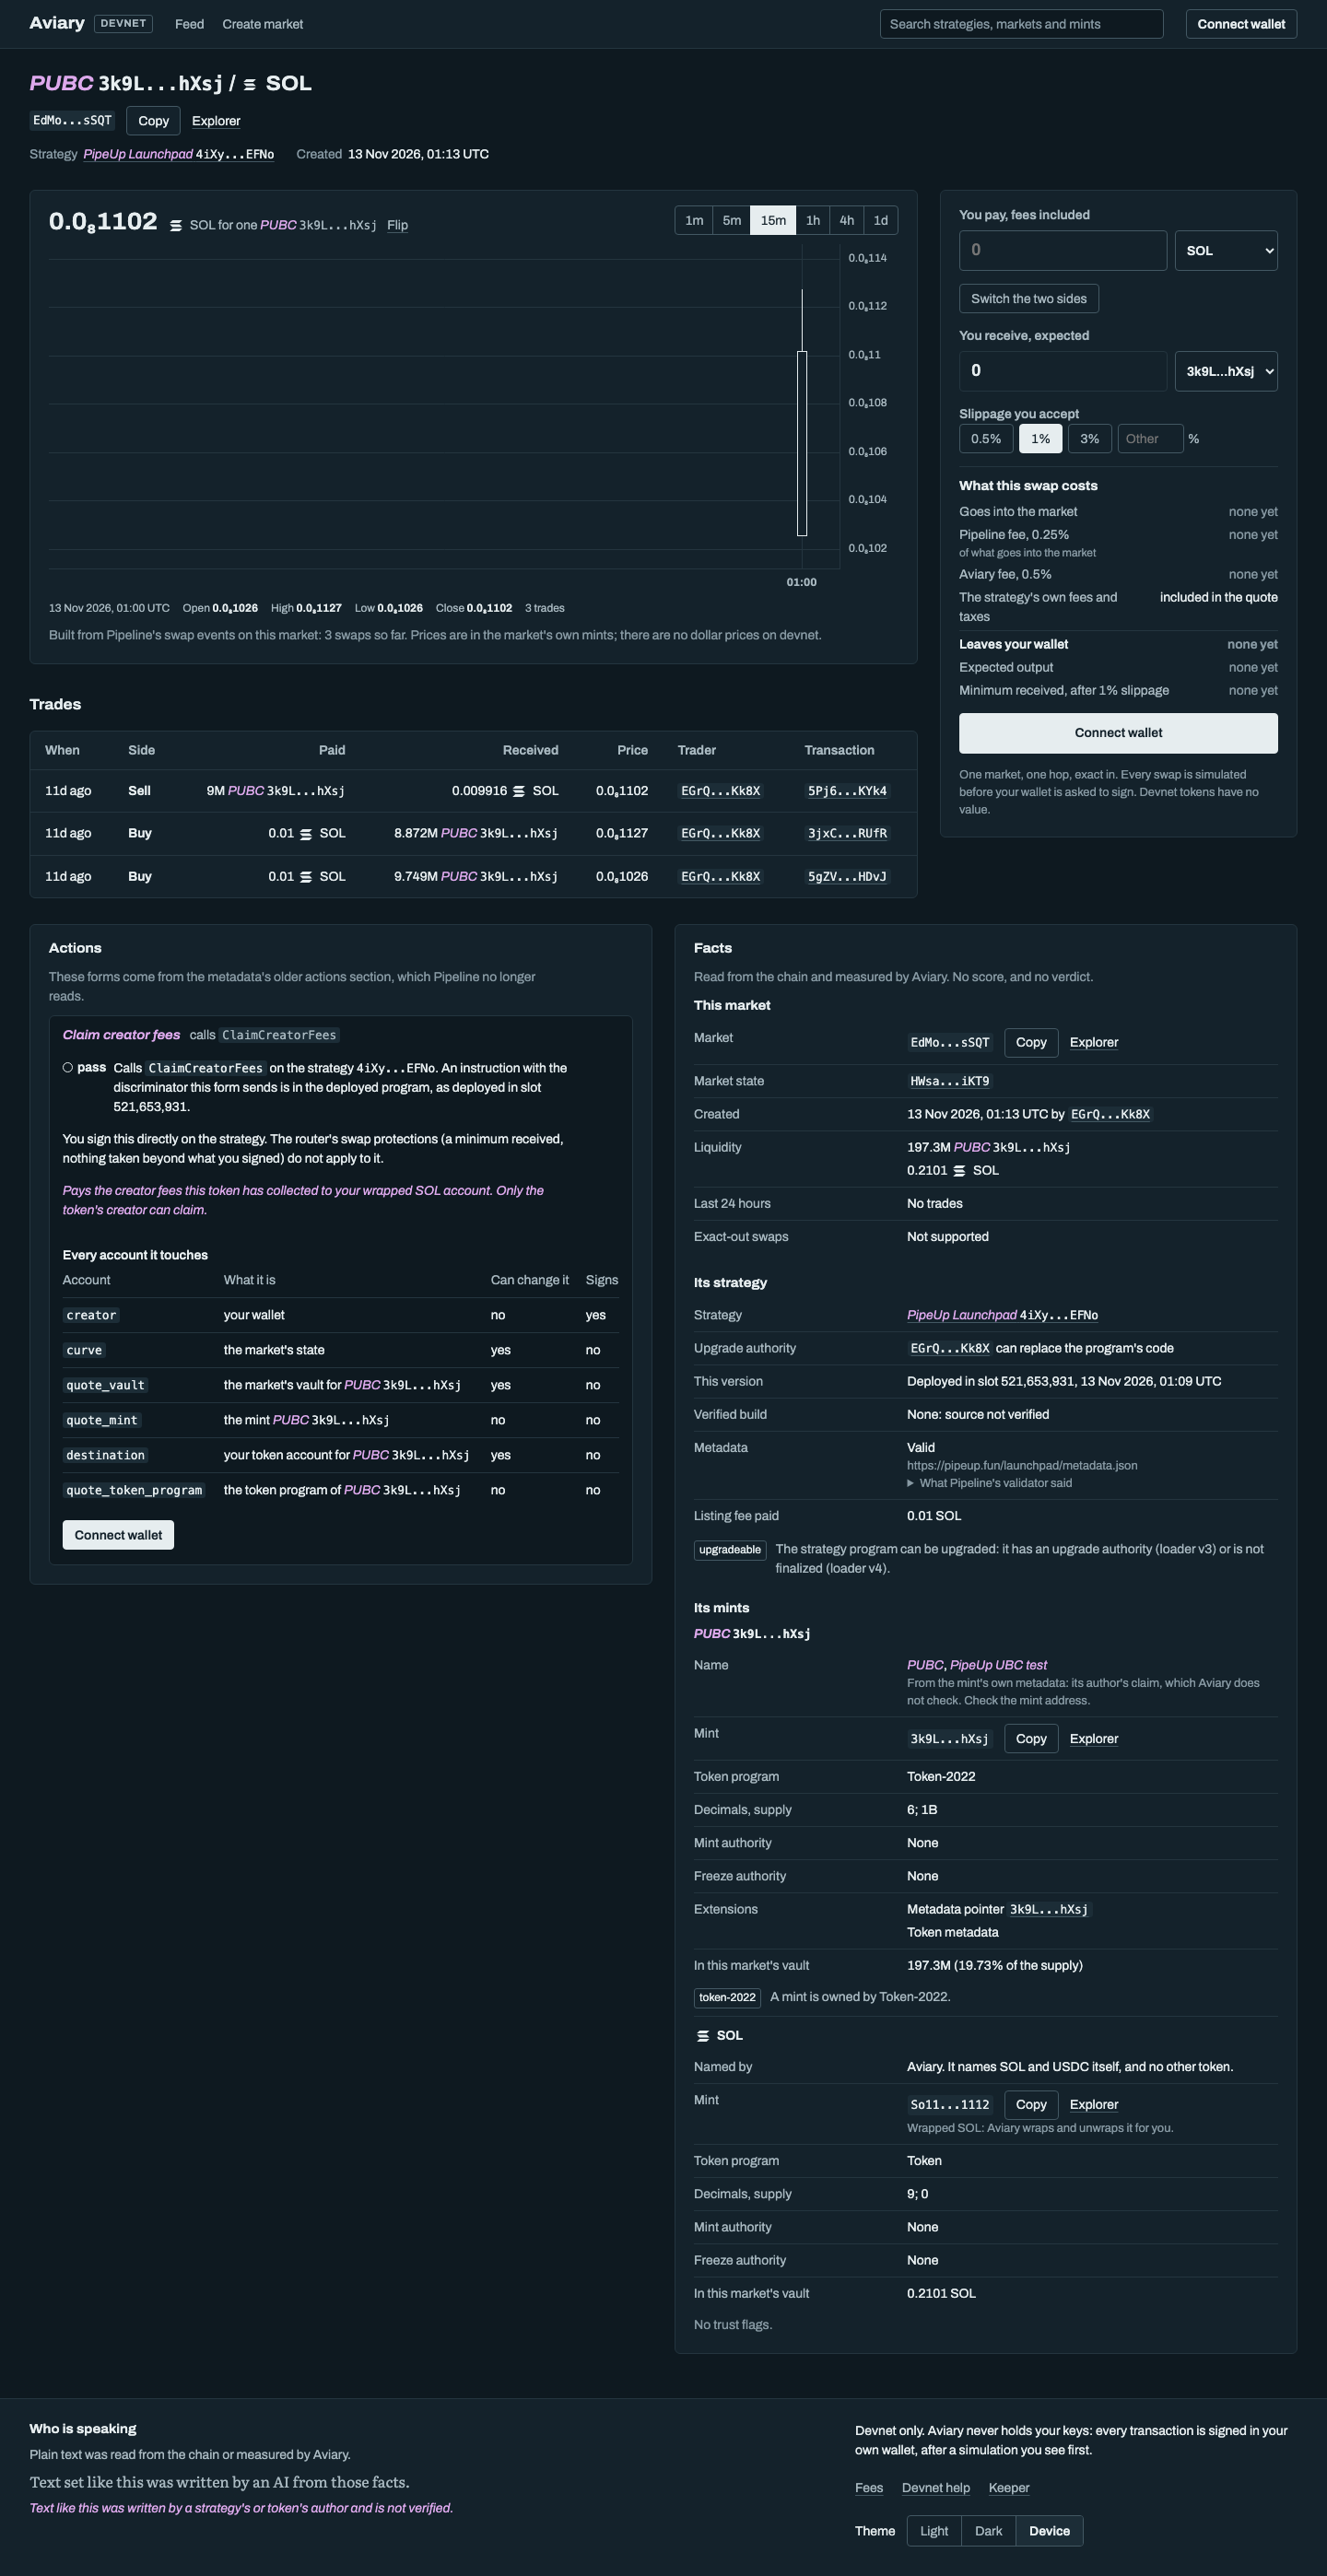 Aviary DEVNET Feed Create market Search strategies, markets and mints Connect wallet
PUBC 3k9L...hXsj / SOL
EdMo...sSQT Copy Explorer
Strategy PipeUp Launchpad 4iXy...EFNo Created 13 Nov 2026, 01:13 UTC
0.0₈1102 SOL for one PUBC 3k9L...hXsj Flip
1m 5m 15m 1h 4h 1d
0.0₈114
0.0₈112
0.0₈11
0.0₈108
0.0₈106
0.0₈104
0.0₈102
01:00
13 Nov 2026, 01:00 UTC Open 0.0₈1026 High 0.0₈1127 Low 0.0₈1026 Close 0.0₈1102 3 trades
Built from Pipeline's swap events on this market: 3 swaps so far. Prices are in the market's own mints; there are no dollar prices on devnet.
You pay, fees included
0 SOL
Switch the two sides
You receive, expected
0 3k9L...hXsj
Slippage you accept
0.5% 1% 3% Other %
What this swap costs
Goes into the market none yet
Pipeline fee, 0.25% none yet
of what goes into the market
Aviary fee, 0.5% none yet
The strategy's own fees and included in the quote
taxes
Leaves your wallet none yet
Expected output none yet
Minimum received, after 1% slippage none yet
Connect wallet
One market, one hop, exact in. Every swap is simulated
before your wallet is asked to sign. Devnet tokens have no
value.
Trades
When Side Paid Received Price Trader Transaction
11d ago Sell 9M PUBC 3k9L...hXsj 0.009916 SOL 0.0₈1102 EGrQ...Kk8X 5Pj6...KYk4
11d ago Buy 0.01 SOL 8.872M PUBC 3k9L...hXsj 0.0₈1127 EGrQ...Kk8X 3jxC...RUfR
11d ago Buy 0.01 SOL 9.749M PUBC 3k9L...hXsj 0.0₈1026 EGrQ...Kk8X 5gZV...HDvJ
Actions
These forms come from the metadata's older actions section, which Pipeline no longer
reads.
Claim creator fees calls ClaimCreatorFees
pass Calls ClaimCreatorFees on the strategy 4iXy...EFNo. An instruction with the
discriminator this form sends is in the deployed program, as deployed in slot
521,653,931.
You sign this directly on the strategy. The router's swap protections (a minimum received,
nothing taken beyond what you signed) do not apply to it.
Pays the creator fees this token has collected to your wrapped SOL account. Only the
token's creator can claim.
Every account it touches
Account What it is Can change it Signs
creator your wallet no yes
curve the market's state yes no
quote_vault the market's vault for PUBC 3k9L...hXsj yes no
quote_mint the mint PUBC 3k9L...hXsj no no
destination your token account for PUBC 3k9L...hXsj yes no
quote_token_program the token program of PUBC 3k9L...hXsj no no
Connect wallet
Facts
Read from the chain and measured by Aviary. No score, and no verdict.
This market
Market EdMo...sSQT Copy Explorer
Market state HWsa...iKT9
Created 13 Nov 2026, 01:13 UTC by EGrQ...Kk8X
Liquidity 197.3M PUBC 3k9L...hXsj
0.2101 SOL
Last 24 hours No trades
Exact-out swaps Not supported
Its strategy
Strategy PipeUp Launchpad 4iXy...EFNo
Upgrade authority EGrQ...Kk8X can replace the program's code
This version Deployed in slot 521,653,931, 13 Nov 2026, 01:09 UTC
Verified build None: source not verified
Metadata Valid
https://pipeup.fun/launchpad/metadata.json
What Pipeline's validator said
Listing fee paid 0.01 SOL
upgradeable The strategy program can be upgraded: it has an upgrade authority (loader v3) or is not
finalized (loader v4).
Its mints
PUBC 3k9L...hXsj
Name PUBC, PipeUp UBC test
From the mint's own metadata: its author's claim, which Aviary does
not check. Check the mint address.
Mint 3k9L...hXsj Copy Explorer
Token program Token-2022
Decimals, supply 6; 1B
Mint authority None
Freeze authority None
Extensions Metadata pointer 3k9L...hXsj
Token metadata
In this market's vault 197.3M (19.73% of the supply)
token-2022 A mint is owned by Token-2022.
SOL
Named by Aviary. It names SOL and USDC itself, and no other token.
Mint So11...1112 Copy Explorer
Wrapped SOL: Aviary wraps and unwraps it for you.
Token program Token
Decimals, supply 9; 0
Mint authority None
Freeze authority None
In this market's vault 0.2101 SOL
No trust flags.
Who is speaking
Plain text was read from the chain or measured by Aviary.
Text set like this was written by an AI from those facts.
Text like this was written by a strategy's or token's author and is not verified.
Devnet only. Aviary never holds your keys: every transaction is signed in your
own wallet, after a simulation you see first.
Fees Devnet help Keeper
Theme Light Dark Device